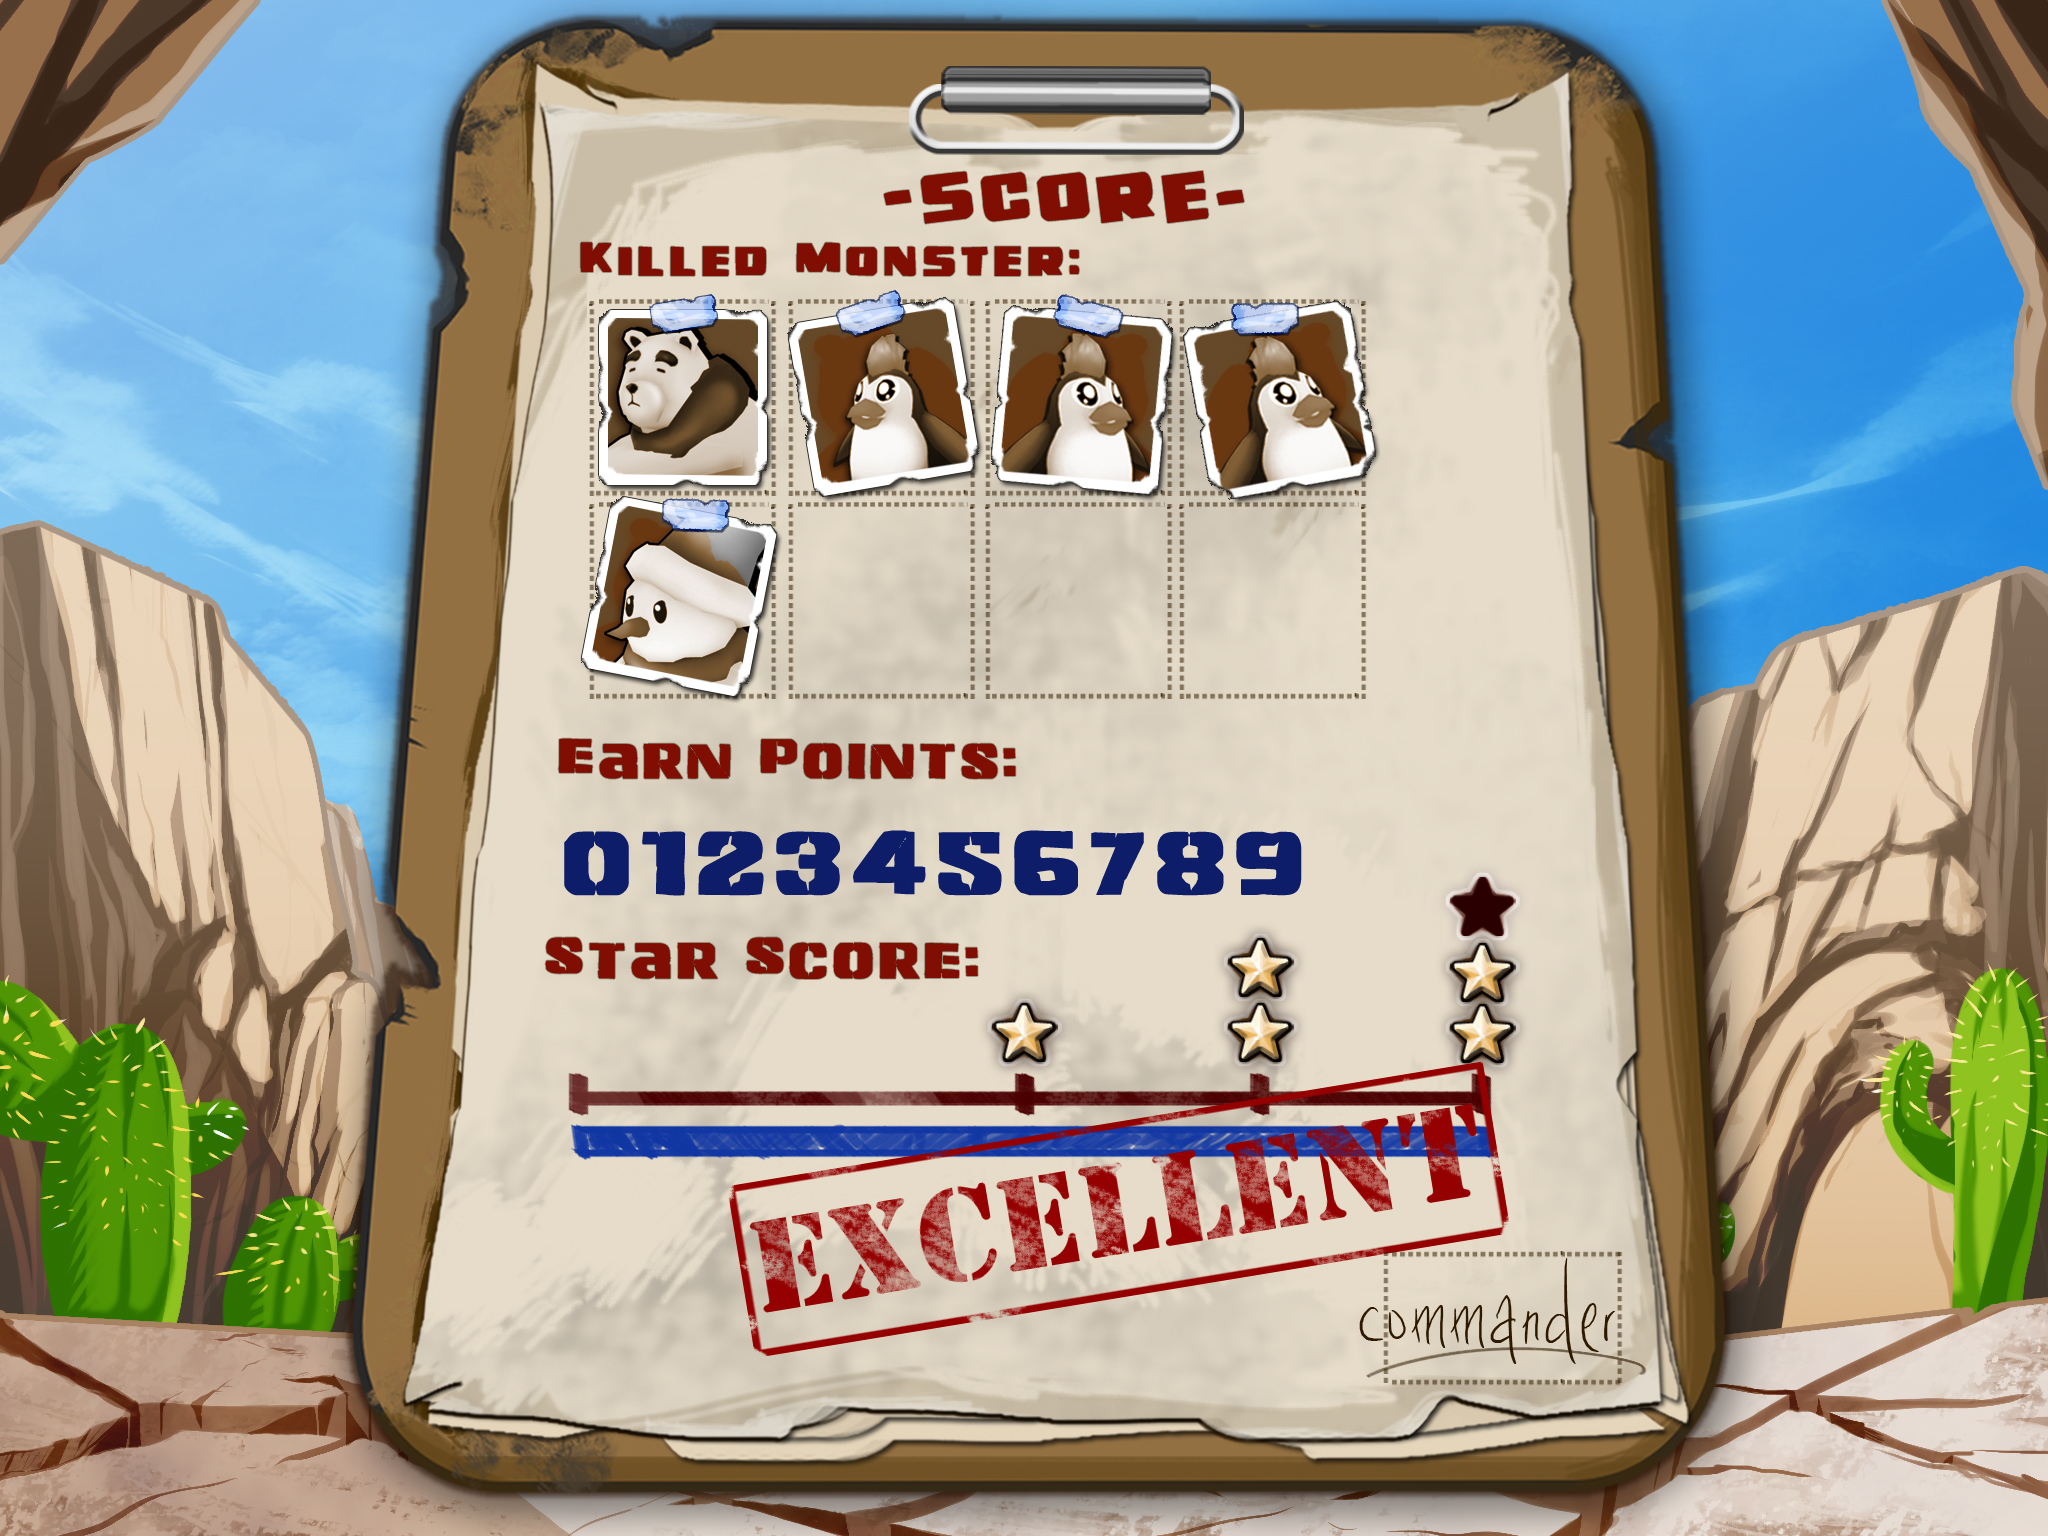 -SCORE-
KILLED MONSTER:
EaRN POINTS:
0123456789
STaR SCORE:
EXCELLENT
commander